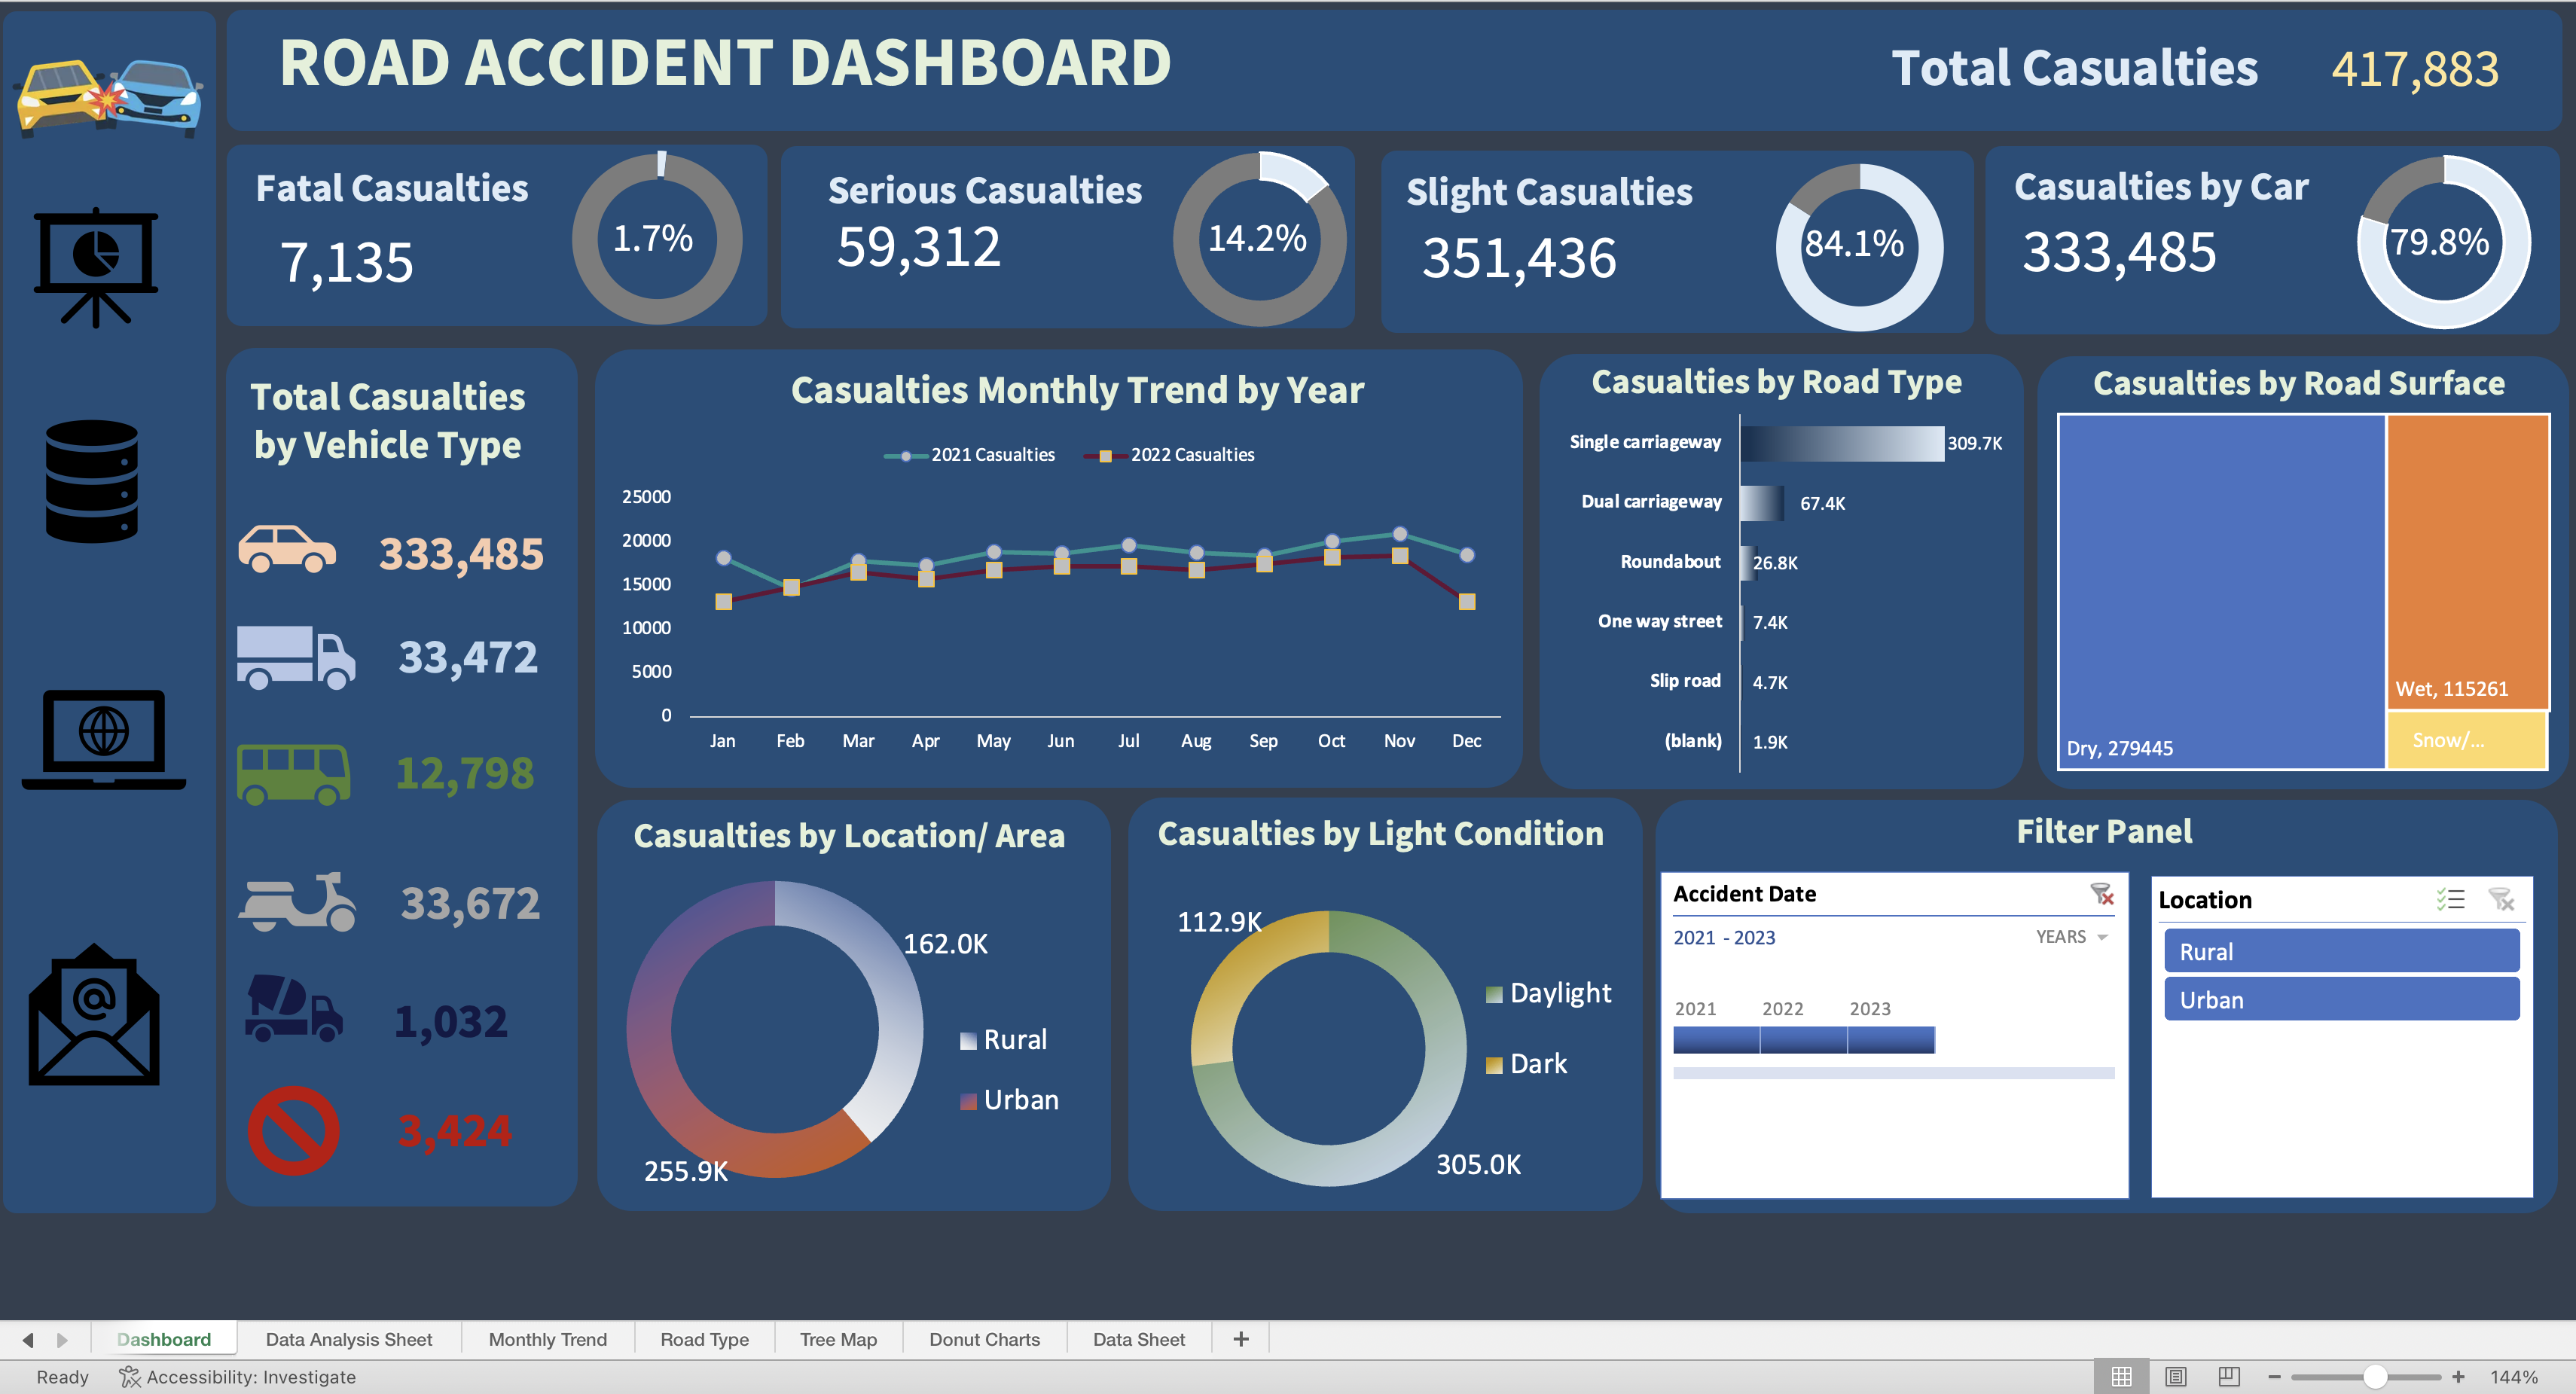 ROAD ACCIDENT DASHBOARD
Total Casualties 417,883
Fatal Casualties
7,135
1.7%
Serious Casualties
59,312
14.2%
Slight Casualties
351,436
84.1%
Casualties by Car
333,485
79.8%
Total Casualties
by Vehicle Type
333,485
33,472
12,798
33,672
1,032
3,424
Casualties Monthly Trend by Year
2021 Casualties 2022 Casualties
25000
20000
15000
10000
5000
0
Jan Feb Mar Apr May Jun Jul Aug Sep Oct Nov Dec
Casualties by Road Type
Single carriageway 309.7K
Dual carriageway 67.4K
Roundabout 26.8K
One way street 7.4K
Slip road 4.7K
(blank) 1.9K
Casualties by Road Surface
Wet, 115261
Snow/...
Dry, 279445
Casualties by Location/ Area
162.0K
Rural
Urban
255.9K
Casualties by Light Condition
112.9K
Daylight
Dark
305.0K
Filter Panel
Accident Date
2021 - 2023 YEARS
2021 2022 2023
Location
Rural
Urban
Dashboard Data Analysis Sheet Monthly Trend Road Type Tree Map Donut Charts Data Sheet +
Ready Accessibility: Investigate − + 144%